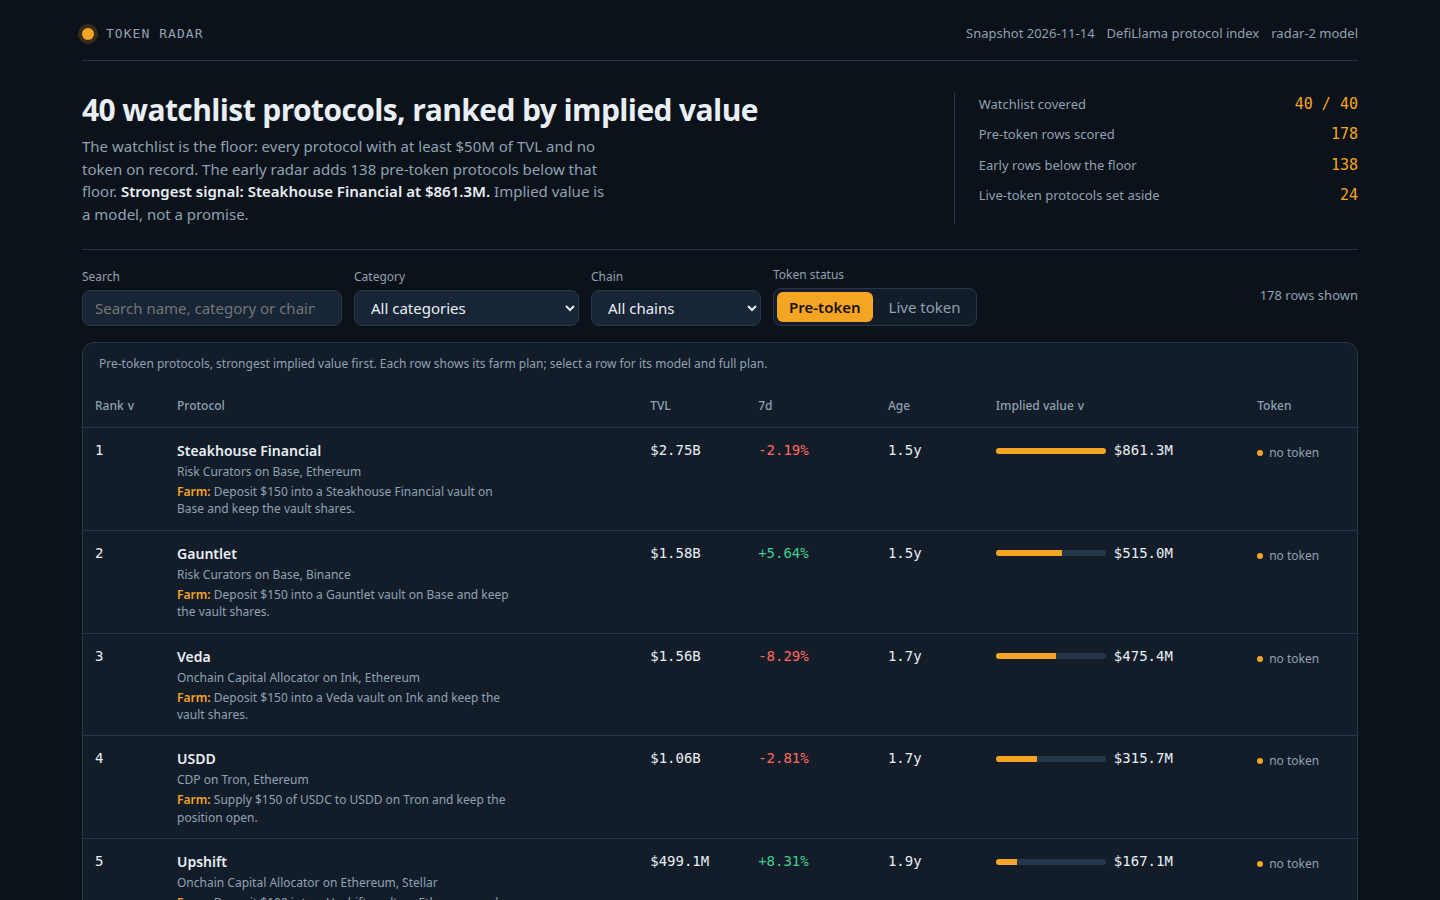 TOKEN RADAR
Snapshot 2026-11-14 DefiLlama protocol index radar-2 model
40 watchlist protocols, ranked by implied value
The watchlist is the floor: every protocol with at least $50M of TVL and no
token on record. The early radar adds 138 pre-token protocols below that
floor. Strongest signal: Steakhouse Financial at $861.3M. Implied value is
a model, not a promise.
Watchlist covered 40 / 40
Pre-token rows scored 178
Early rows below the floor 138
Live-token protocols set aside 24
Search Category Chain Token status
Search name, category or chain All categories All chains Pre-token Live token 178 rows shown
Pre-token protocols, strongest implied value first. Each row shows its farm plan; select a row for its model and full plan.
Rank v Protocol TVL 7d Age Implied value v Token
1 Steakhouse Financial $2.75B -2.19% 1.5y $861.3M no token
Risk Curators on Base, Ethereum
Farm: Deposit $150 into a Steakhouse Financial vault on
Base and keep the vault shares.
2 Gauntlet $1.58B +5.64% 1.5y $515.0M no token
Risk Curators on Base, Binance
Farm: Deposit $150 into a Gauntlet vault on Base and keep
the vault shares.
3 Veda $1.56B -8.29% 1.7y $475.4M no token
Onchain Capital Allocator on Ink, Ethereum
Farm: Deposit $150 into a Veda vault on Ink and keep the
vault shares.
4 USDD $1.06B -2.81% 1.7y $315.7M no token
CDP on Tron, Ethereum
Farm: Supply $150 of USDC to USDD on Tron and keep the
position open.
5 Upshift $499.1M +8.31% 1.9y $167.1M no token
Onchain Capital Allocator on Ethereum, Stellar